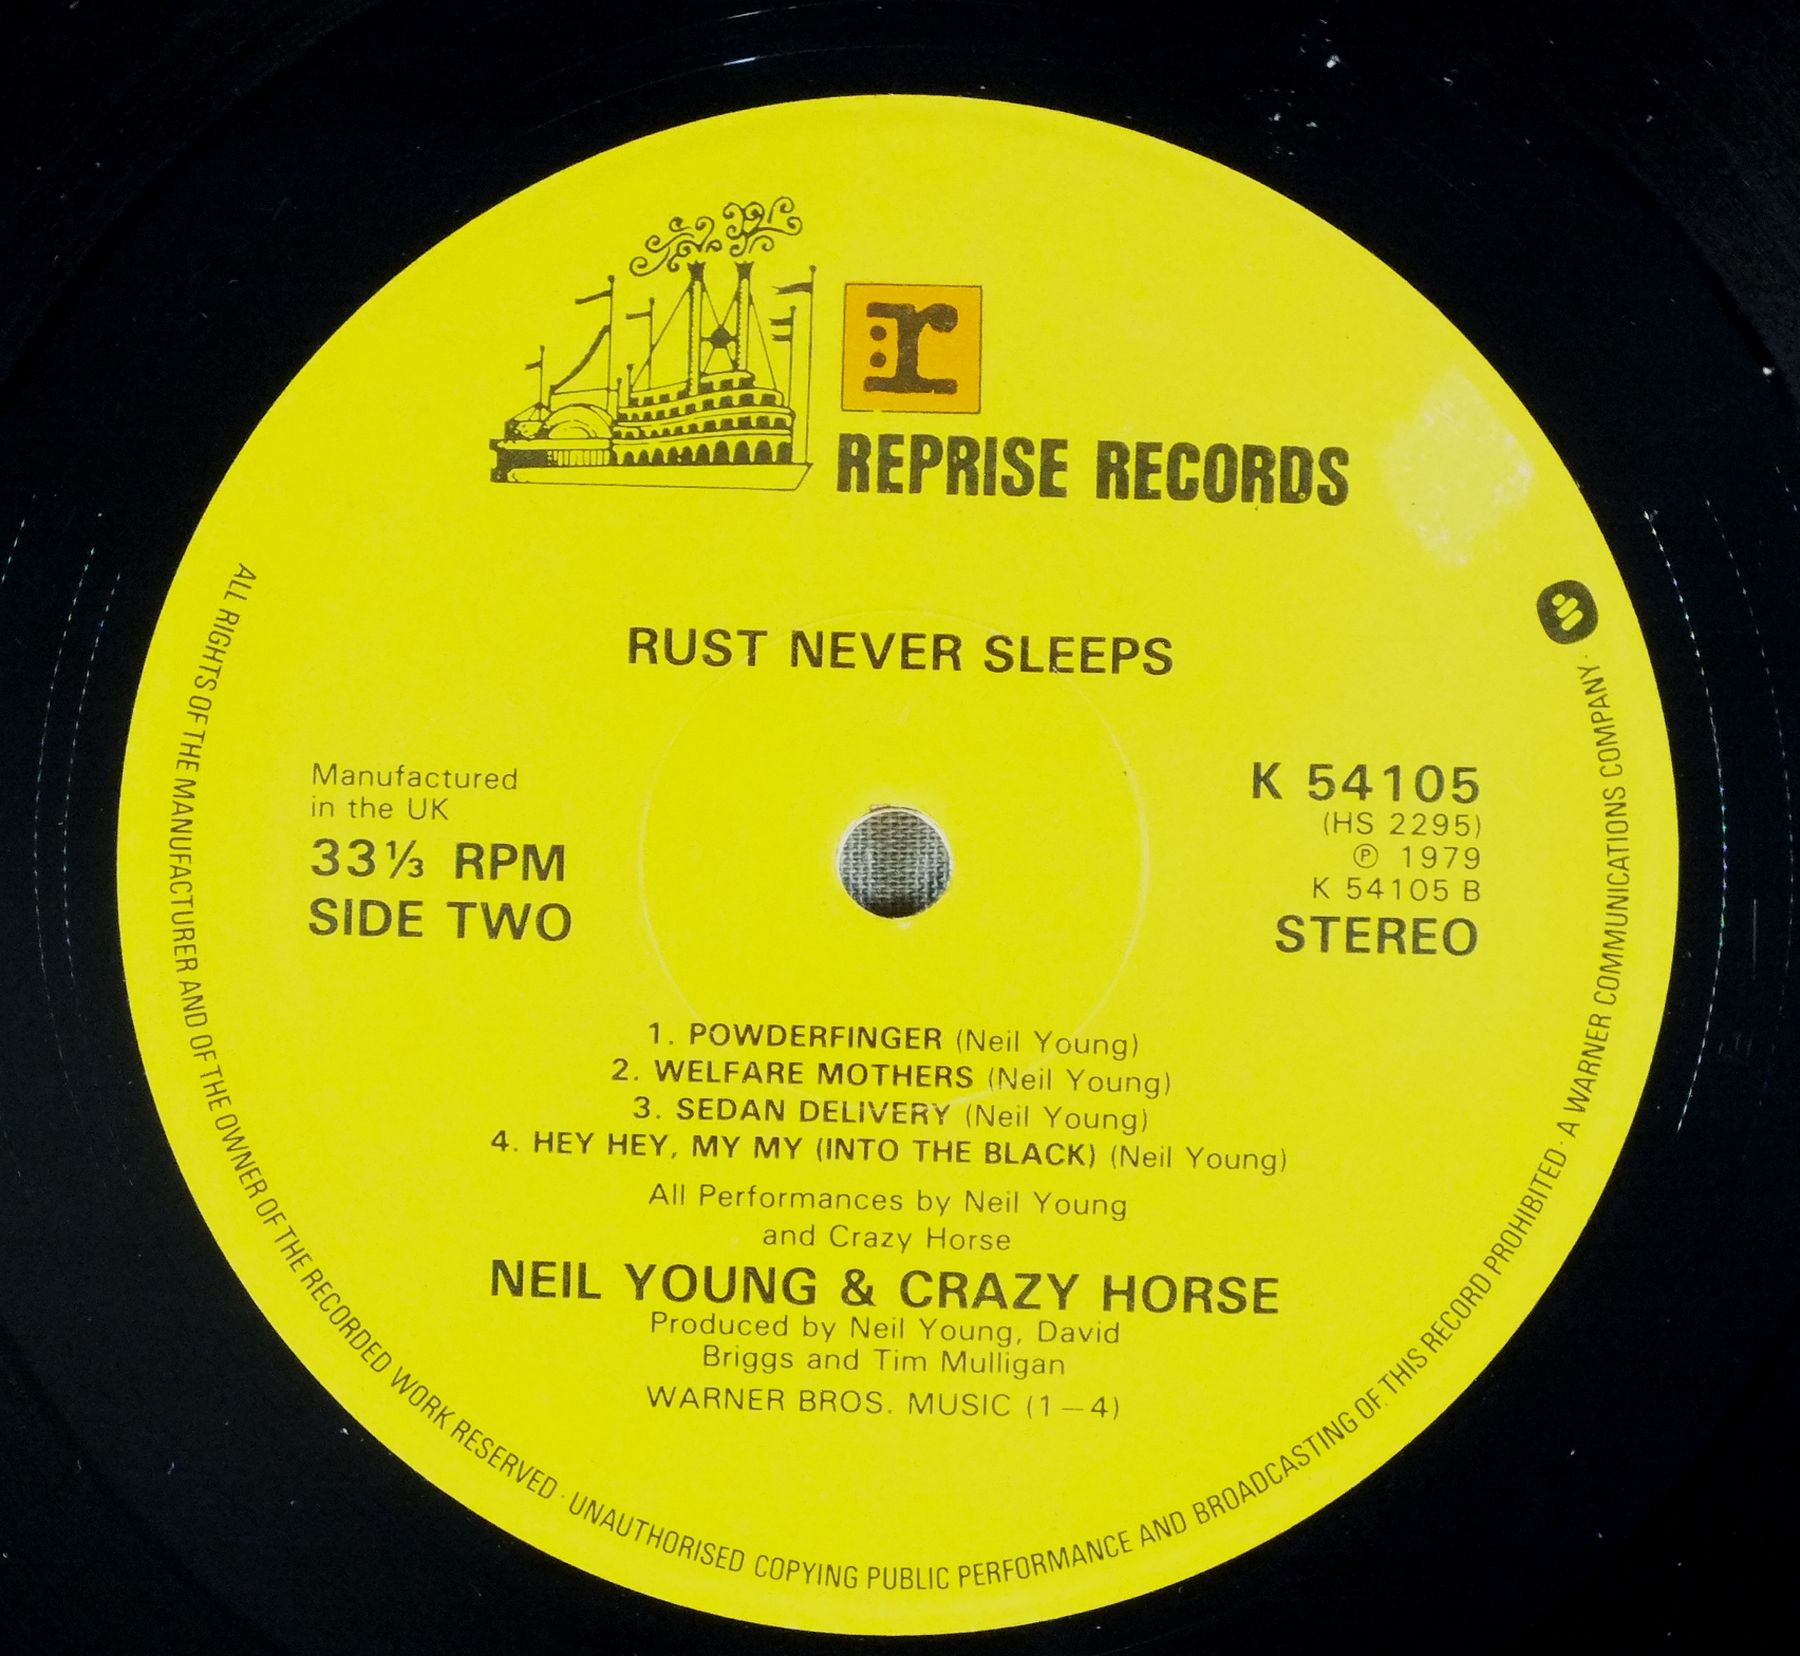 r
REPRISE RECORDS
RUST NEVER SLEEPS
Manufactured
in the UK
33⅓ RPM
SIDE TWO
K 54105
(HS 2295)
℗ 1979
K 54105 B
STEREO
1. POWDERFINGER (Neil Young)
2. WELFARE MOTHERS (Neil Young)
3. SEDAN DELIVERY (Neil Young)
4. HEY HEY, MY MY (INTO THE BLACK) (Neil Young)
All Performances by Neil Young
and Crazy Horse
NEIL YOUNG & CRAZY HORSE
Produced by Neil Young, David
Briggs and Tim Mulligan
WARNER BROS. MUSIC (1–4)
ALL RIGHTS OF THE MANUFACTURER AND OF THE OWNER OF THE RECORDED WORK RESERVED · UNAUTHORISED COPYING PUBLIC PERFORMANCE AND BROADCASTING OF THIS RECORD PROHIBITED · A WARNER COMMUNICATIONS COMPANY ·